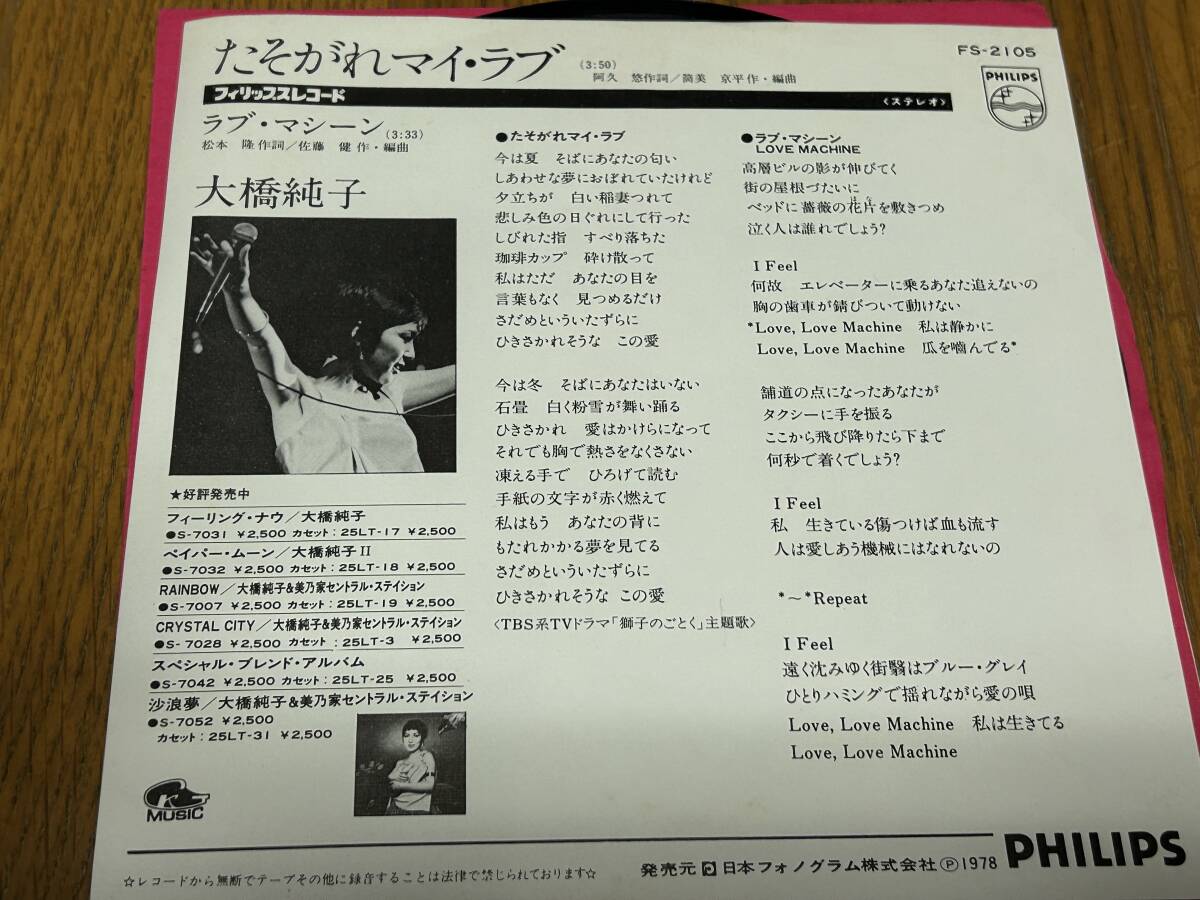 たそがれマイ・ラブ (3:50)
阿久 悠作詞/筒美 京平作・編曲
FS-2105
PHILIPS
フィリップスレコード
〈ステレオ〉
ラブ・マシーン (3:33)
松本 隆作詞/佐藤 健作・編曲
大橋純子
★好評発売中
フィーリング・ナウ/大橋純子
●S-7031 ¥2,500 カセット:25LT-17 ¥2,500
ペイパー・ムーン/大橋純子II
●S-7032 ¥2,500 カセット:25LT-18 ¥2,500
RAINBOW/大橋純子&美乃家セントラル・ステイション
●S-7007 ¥2,500 カセット:25LT-19 ¥2,500
CRYSTAL CITY/大橋純子&美乃家セントラル・ステイション
●S-7028 ¥2,500 カセット:25LT-3 ¥2,500
スペシャル・ブレンド・アルバム
●S-7042 ¥2,500 カセット:25LT-25 ¥2,500
沙浪夢/大橋純子&美乃家セントラル・ステイション
●S-7052 ¥2,500
カセット:25LT-31 ¥2,500
MUSIC
●たそがれマイ・ラブ
今は夏 そばにあなたの匂い
しあわせな夢におぼれていたけれど
夕立ちが 白い稲妻つれて
悲しみ色の日ぐれにして行った
しびれた指 すべり落ちた
珈琲カップ 砕け散って
私はただ あなたの目を
言葉もなく 見つめるだけ
さだめといういたずらに
ひきさかれそうな この愛
今は冬 そばにあなたはいない
石畳 白く粉雪が舞い踊る
ひきさかれ 愛はかけらになって
それでも胸で熱さをなくさない
凍える手で ひろげて読む
手紙の文字が赤く燃えて
私はもう あなたの背に
もたれかかる夢を見てる
さだめといういたずらに
ひきさかれそうな この愛
〈TBS系TVドラマ「獅子のごとく」主題歌〉
●ラブ・マシーン
LOVE MACHINE
高層ビルの影が伸びてく
街の屋根づたいに
ベッドに薔薇の花片を敷きつめ
泣く人は誰れでしょう?
I Feel
何故 エレベーターに乗るあなた追えないの
胸の歯車が錆びついて動けない
*Love, Love Machine 私は静かに
Love, Love Machine 瓜を噛んでる*
舗道の点になったあなたが
タクシーに手を振る
ここから飛び降りたら下まで
何秒で着くでしょう?
I Feel
私 生きている傷つけば血も流す
人は愛しあう機械にはなれないの
*〜*Repeat
I Feel
遠く沈みゆく街翳はブルー・グレイ
ひとりハミングで揺れながら愛の唄
Love, Love Machine 私は生きてる
Love, Love Machine
☆レコードから無断でテープその他に録音することは法律で禁じられております☆
発売元 日本フォノグラム株式会社Ⓟ1978
PHILIPS